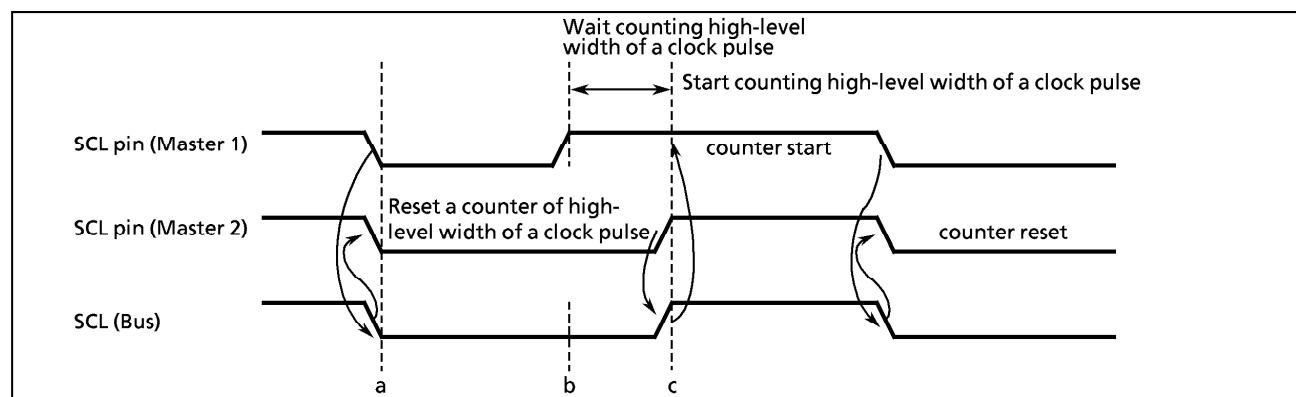 Wait counting high-level
width of a clock pulse
Start counting high-level width of a clock pulse
SCL pin (Master 1)
counter start
Reset a counter of high-
level width of a clock pulse
SCL pin (Master 2)
counter reset
SCL (Bus)
a
b
c